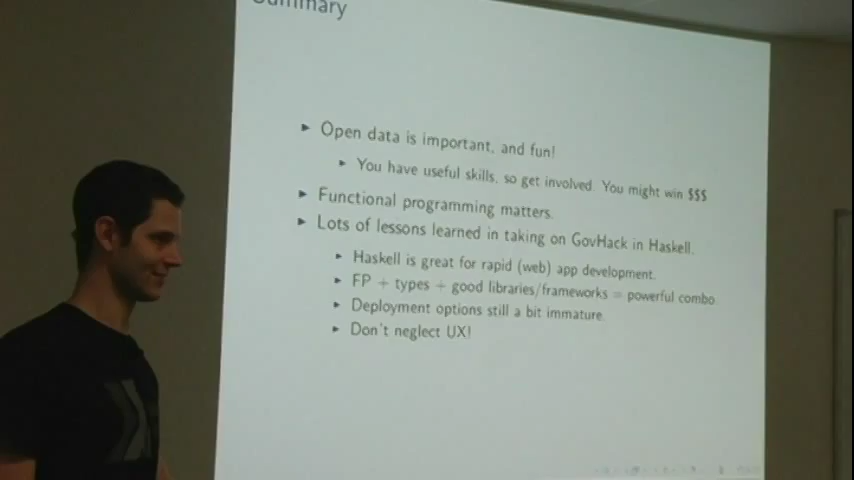 Summary
Open data is important, and fun!
You have useful skills, so get involved. You might win $$$
Functional programming matters.
Lots of lessons learned in taking on GovHack in Haskell.
Haskell is great for rapid (web) app development.
FP + types + good libraries/frameworks = powerful combo.
Deployment options still a bit immature.
Don't neglect UX!